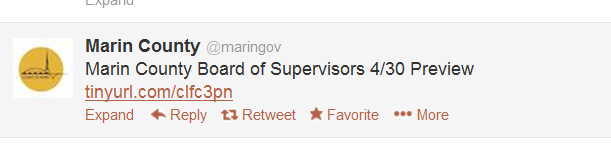 Expand
Marin County @maringov
Marin County Board of Supervisors 4/30 Preview
tinyurl.com/clfc3pn
Expand Reply Retweet Favorite More